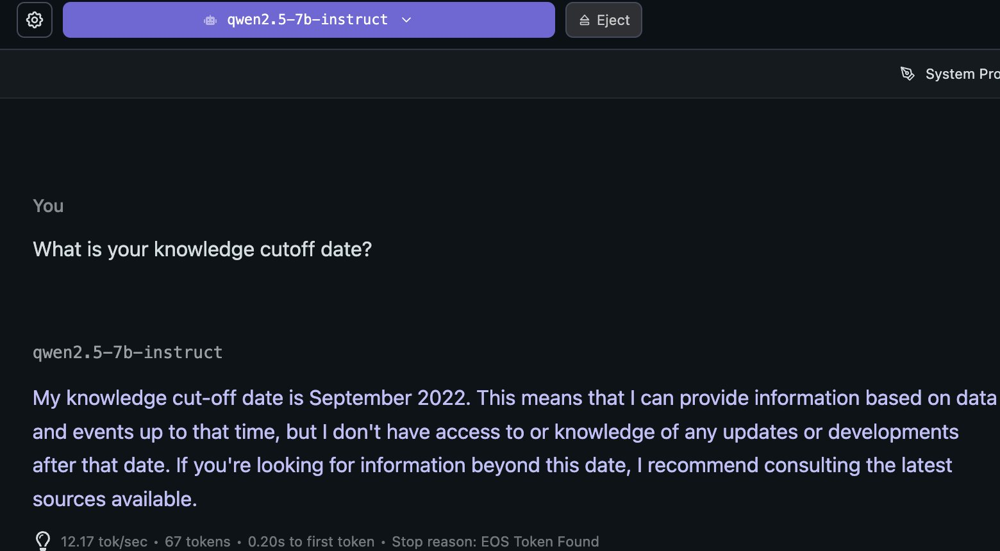 qwen2.5-7b-instruct
Eject
System Pro
You
What is your knowledge cutoff date?
qwen2.5-7b-instruct
My knowledge cut-off date is September 2022. This means that I can provide information based on data
and events up to that time, but I don't have access to or knowledge of any updates or developments
after that date. If you're looking for information beyond this date, I recommend consulting the latest
sources available.
12.17 tok/sec • 67 tokens • 0.20s to first token • Stop reason: EOS Token Found